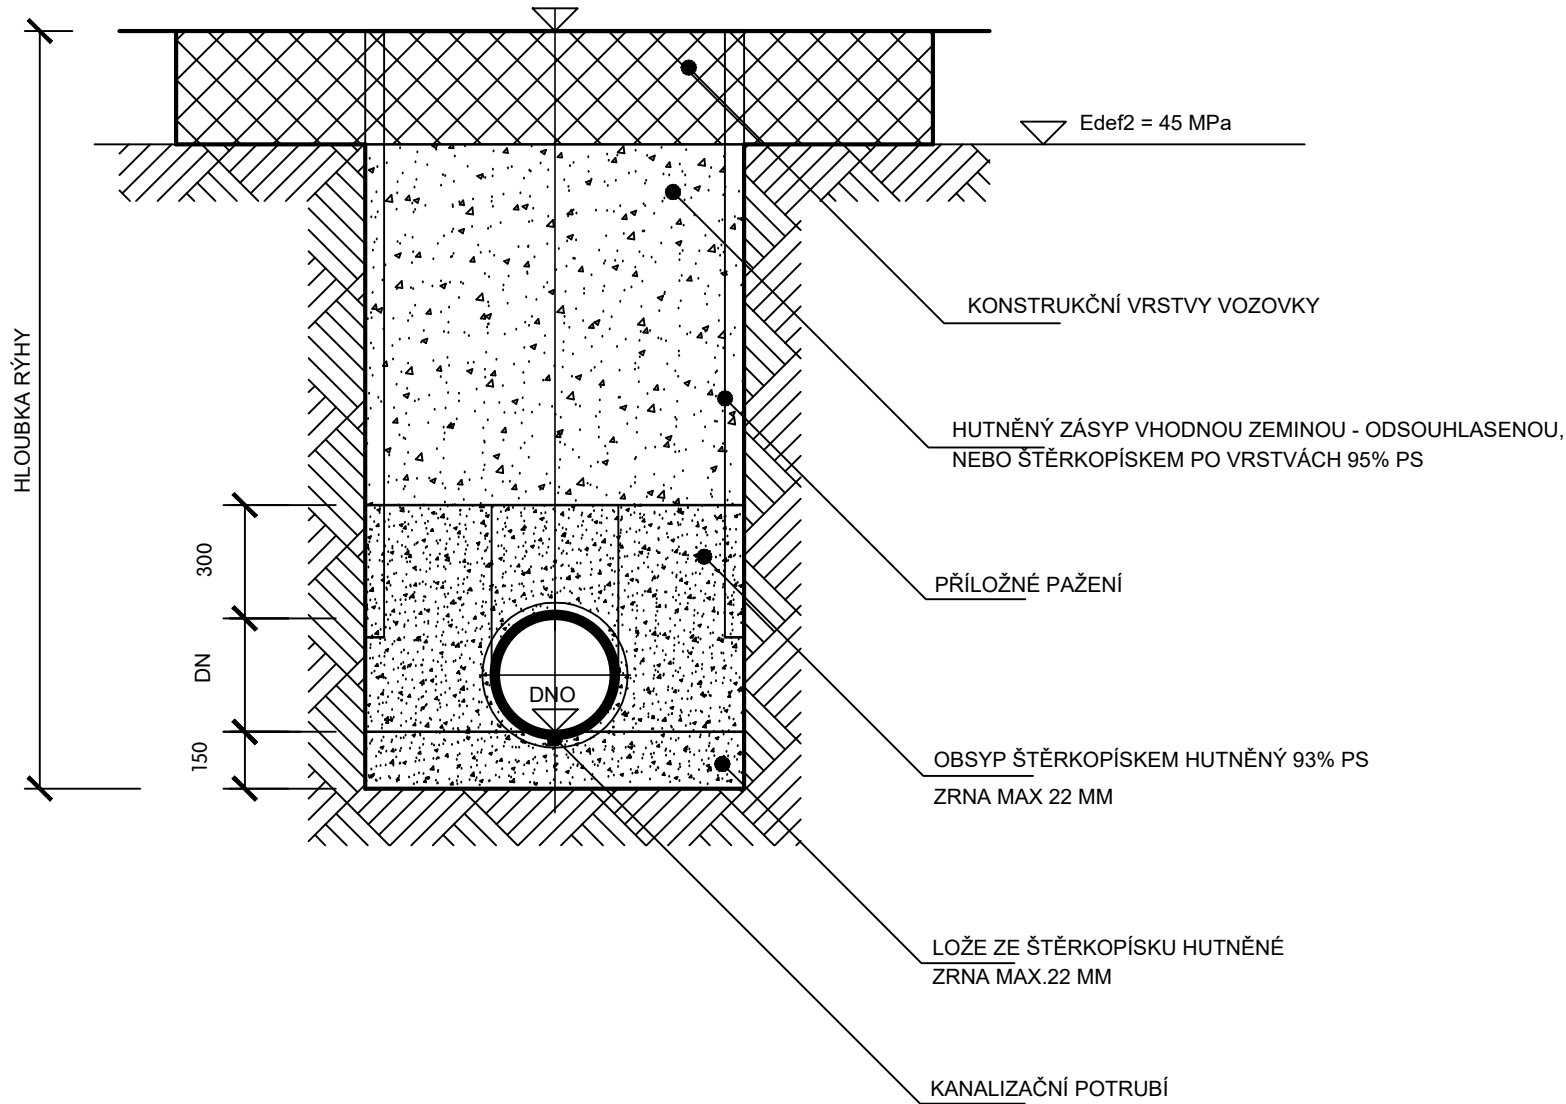 Edef2 = 45 MPa
KONSTRUKČNÍ VRSTVY VOZOVKY
HLOUBKA RÝHY
HUTNĚNÝ ZÁSYP VHODNOU ZEMINOU - ODSOUHLASENOU,
NEBO ŠTĚRKOPÍSKEM PO VRSTVÁCH 95% PS
300
PŘÍLOŽNÉ PAŽENÍ
DN
DNO
150
OBSYP ŠTĚRKOPÍSKEM HUTNĚNÝ 93% PS
ZRNA MAX 22 MM
LOŽE ZE ŠTĚRKOPÍSKU HUTNĚNÉ
ZRNA MAX.22 MM
KANALIZAČNÍ POTRUBÍ